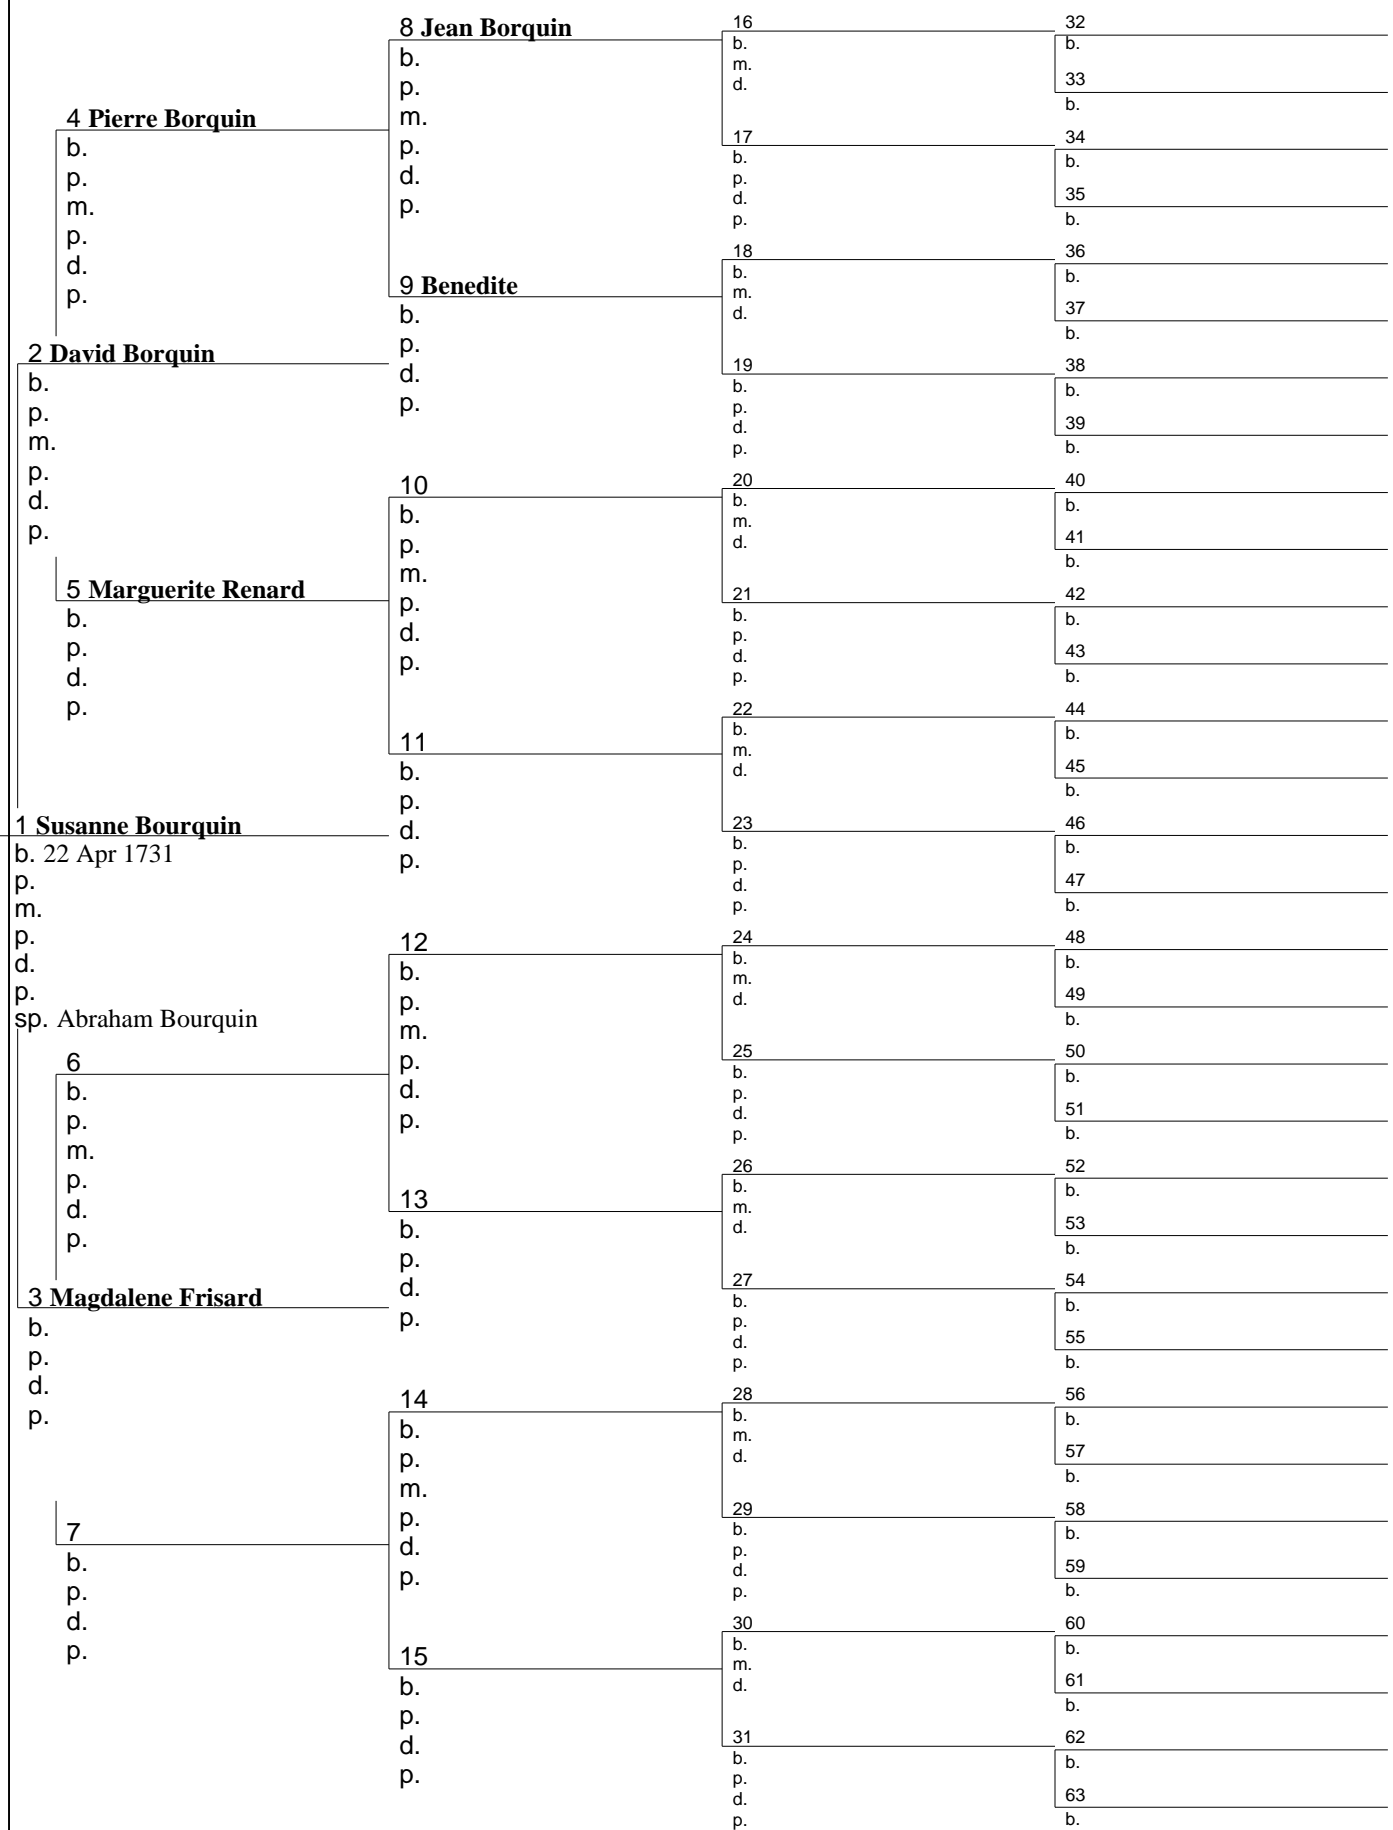 8 Jean Borquin
b.
p.
m.
p.
d.
p.
4 Pierre Borquin
b.
p.
m.
p.
d.
p.
9 Benedite
b.
p.
d.
p.
2 David Borquin
b.
p.
m.
p.
d.
p.
10
b.
p.
m.
p.
d.
p.
5 Marguerite Renard
b.
p.
d.
p.
11
b.
p.
d.
p.
1 Susanne Bourquin
b. 22 Apr 1731
p.
m.
p.
d.
p.
sp. Abraham Bourquin
12
b.
p.
m.
p.
d.
p.
6
b.
p.
m.
p.
d.
p.
13
b.
p.
d.
p.
3 Magdalene Frisard
b.
p.
d.
p.
14
b.
p.
m.
p.
d.
p.
7
b.
p.
d.
p.
15
b.
p.
d.
p.
16
b.
m.
d.
17
b.
p.
d.
p.
18
b.
m.
d.
19
b.
p.
d.
p.
20
b.
m.
d.
21
b.
p.
d.
p.
22
b.
m.
d.
23
b.
p.
d.
p.
24
b.
m.
d.
25
b.
p.
d.
p.
26
b.
m.
d.
27
b.
p.
d.
p.
28
b.
m.
d.
29
b.
p.
d.
p.
30
b.
m.
d.
31
b.
p.
d.
p.
32
b.
33
b.
34
b.
35
b.
36
b.
37
b.
38
b.
39
b.
40
b.
41
b.
42
b.
43
b.
44
b.
45
b.
46
b.
47
b.
48
b.
49
b.
50
b.
51
b.
52
b.
53
b.
54
b.
55
b.
56
b.
57
b.
58
b.
59
b.
60
b.
61
b.
62
b.
63
b.